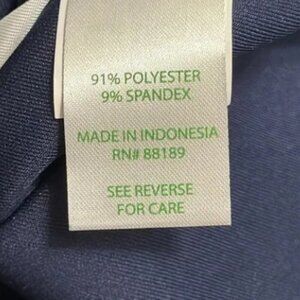 91% POLYESTER
9% SPANDEX
MADE IN INDONESIA
RN# 88189
SEE REVERSE
FOR CARE